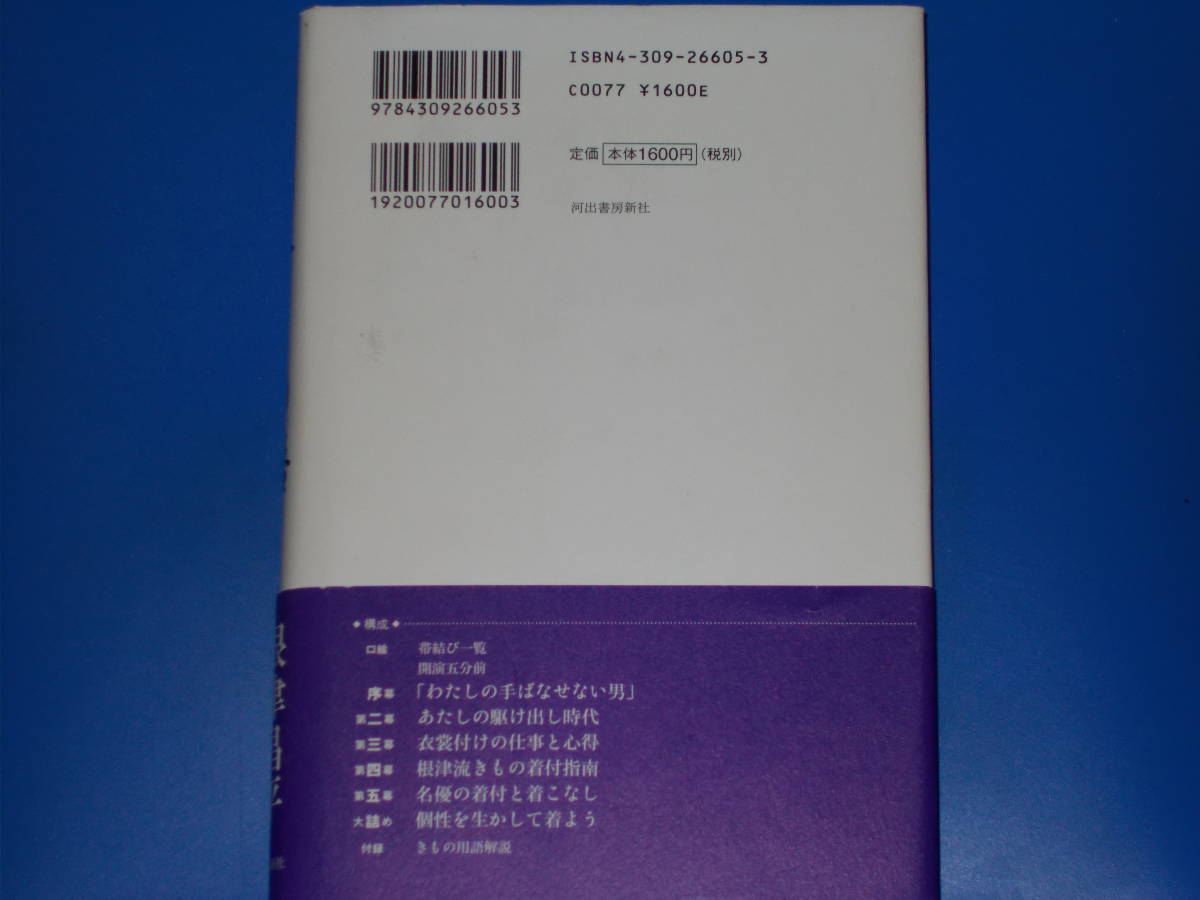 ISBN4-309-26605-3
C0077 ¥1600E
9784309266053
定価 本体1600円 (税別)
1920077016003
河出書房新社
◆構成◆
口絵 帯結び一覧
開演五分前
序幕 「わたしの手ばなせない男」
第二幕 あたしの駆け出し時代
第三幕 衣裳付けの仕事と心得
第四幕 根津流きもの着付指南
第五幕 名優の着付と着こなし
大詰め 個性を生かして着よう
付録 きもの用語解説